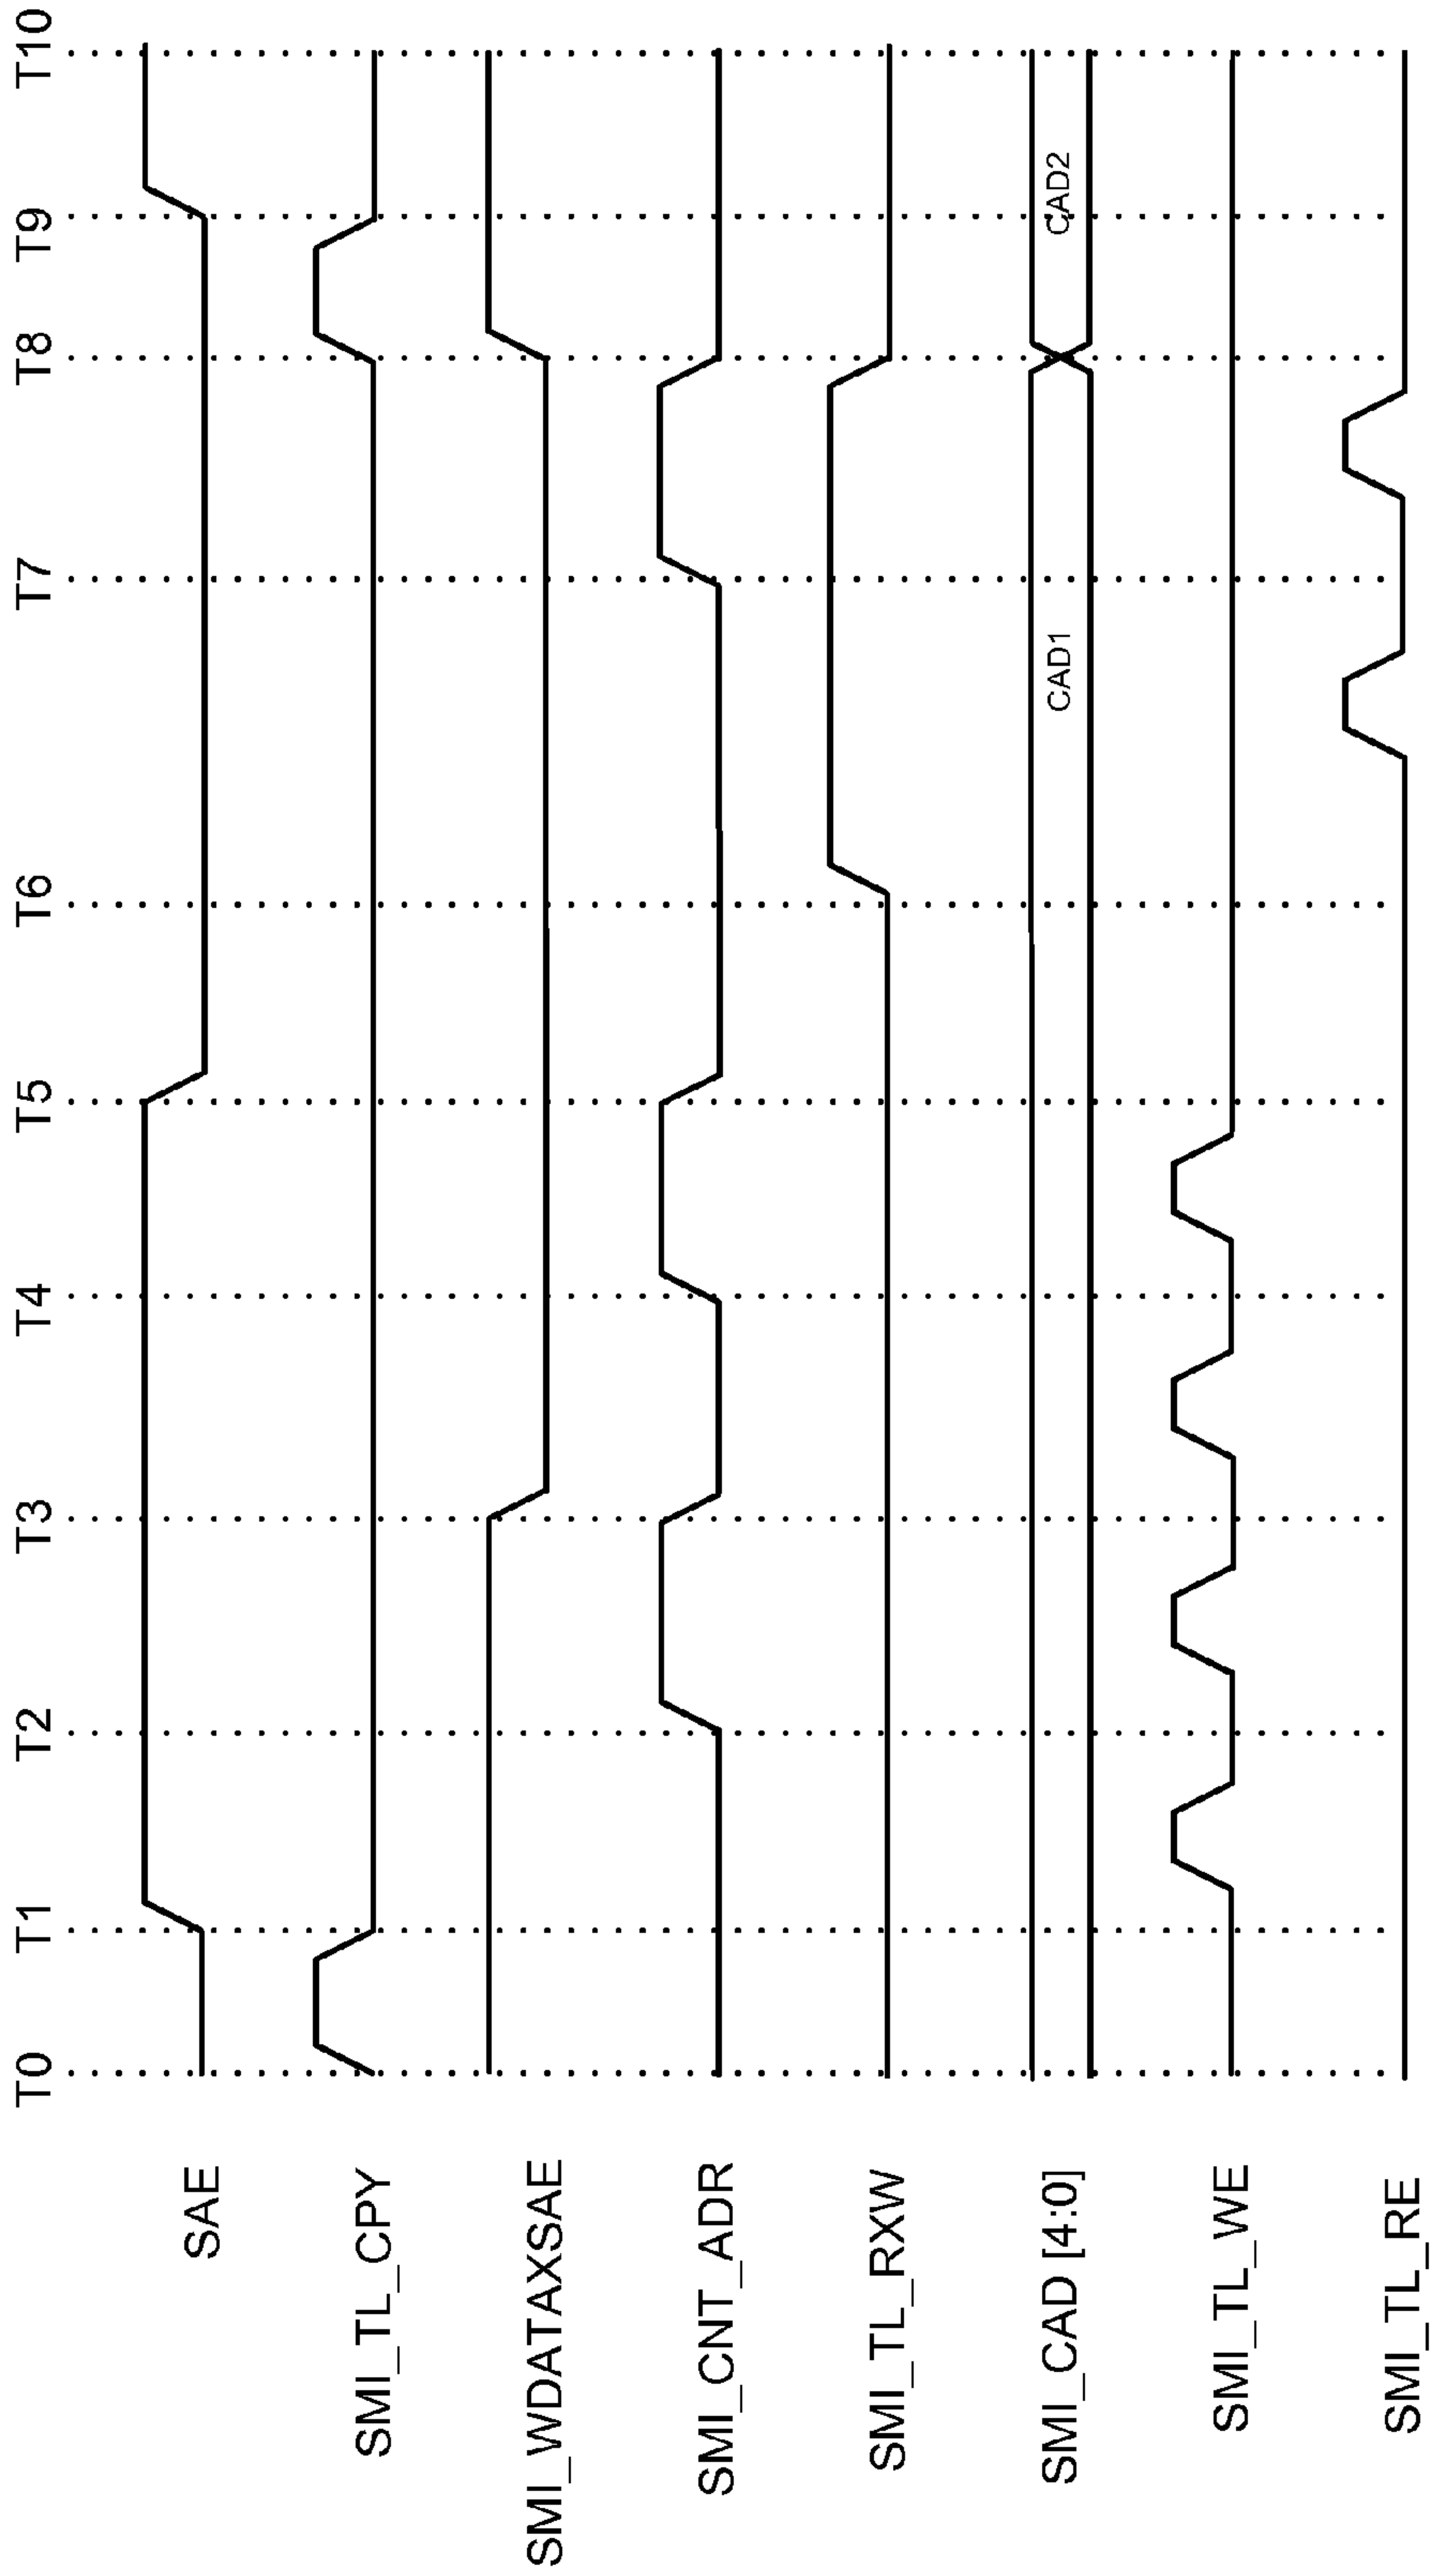 T0 T1 T2 T3 T4 T5 T6 T7 T8 T9 T10
SAE
SMI_TL_CPY
SMI_WDATAXSAE
SMI_CNT_ADR
SMI_TL_RXW
SMI_CAD [4:0] CAD1 CAD2
SMI_TL_WE
SMI_TL_RE